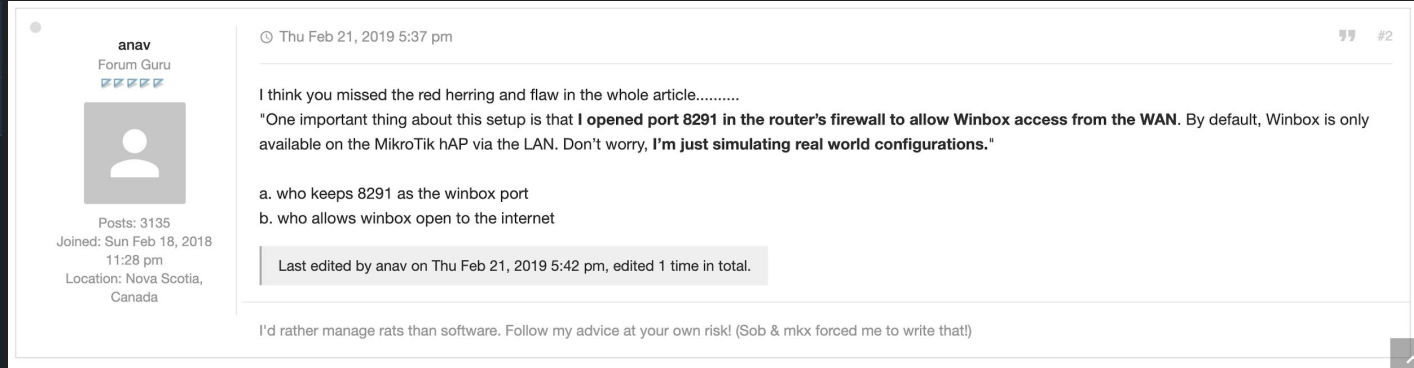 anav
Forum Guru
Posts: 3135
Joined: Sun Feb 18, 2018
11:28 pm
Location: Nova Scotia,
Canada
Thu Feb 21, 2019 5:37 pm
#2
I think you missed the red herring and flaw in the whole article..........
"One important thing about this setup is that I opened port 8291 in the router’s firewall to allow Winbox access from the WAN. By default, Winbox is only
available on the MikroTik hAP via the LAN. Don’t worry, I’m just simulating real world configurations."
a. who keeps 8291 as the winbox port
b. who allows winbox open to the internet
Last edited by anav on Thu Feb 21, 2019 5:42 pm, edited 1 time in total.
I'd rather manage rats than software. Follow my advice at your own risk! (Sob & mkx forced me to write that!)